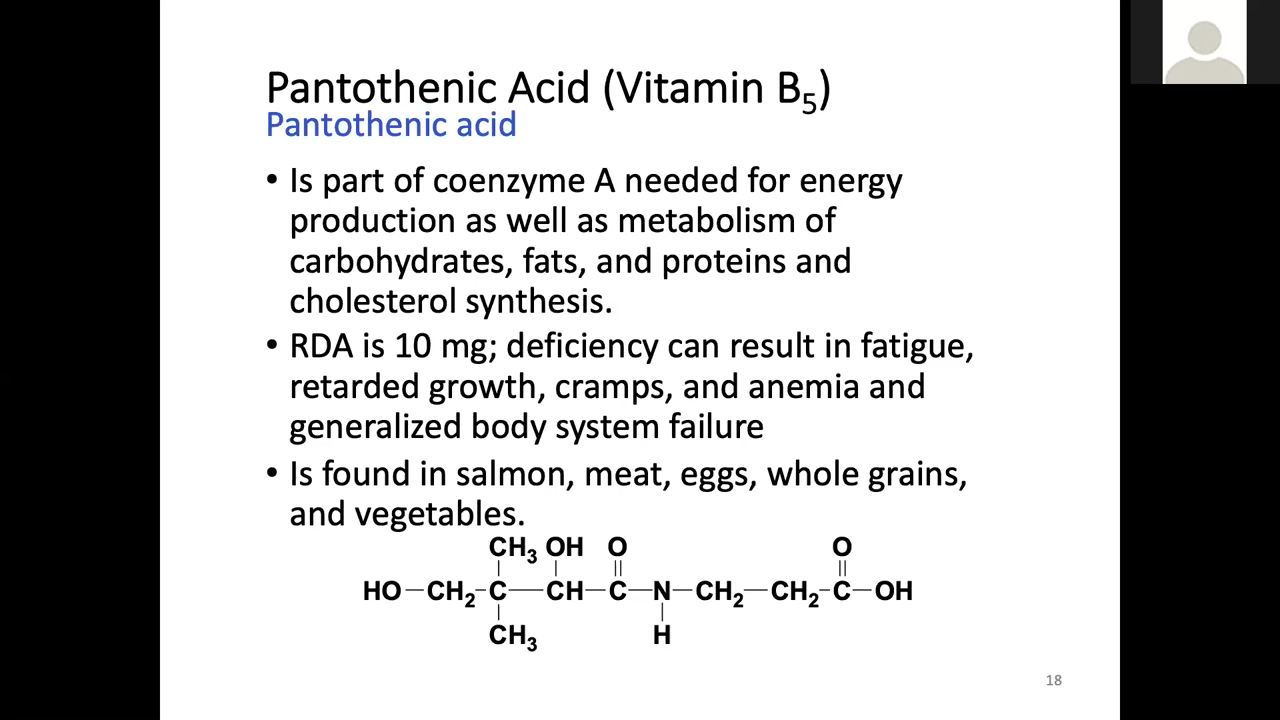 Pantothenic Acid (Vitamin B₅)
Pantothenic acid
• Is part of coenzyme A needed for energy
production as well as metabolism of
carbohydrates, fats, and proteins and
cholesterol synthesis.
• RDA is 10 mg; deficiency can result in fatigue,
retarded growth, cramps, and anemia and
generalized body system failure
• Is found in salmon, meat, eggs, whole grains,
and vegetables.
CH₃ OH O O
HO—CH₂—C—CH—C—N—CH₂—CH₂—C—OH
CH₃ H
18